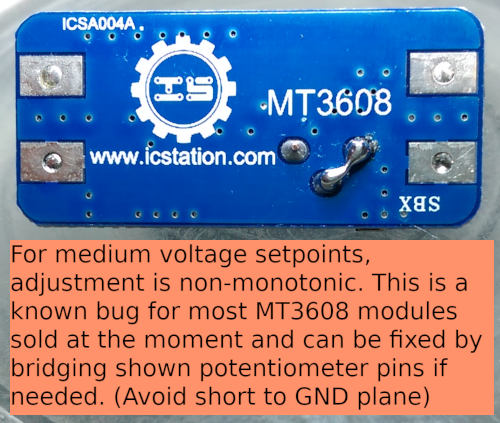 ICSA004A.
IS
MT3608
www.icstation.com
SBX
For medium voltage setpoints,
adjustment is non-monotonic. This is a
known bug for most MT3608 modules
sold at the moment and can be fixed by
bridging shown potentiometer pins if
needed. (Avoid short to GND plane)